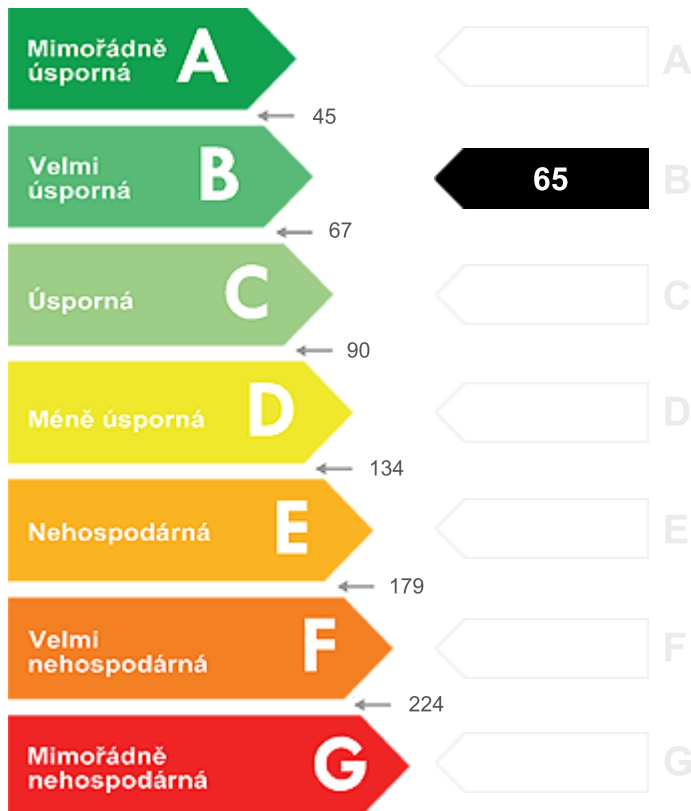 Mimořádně
úsporná
A
A
45
Velmi
úsporná
B
65
B
67
Úsporná
C
C
90
Méně úsporná
D
D
134
Nehospodárná
E
E
179
Velmi
nehospodárná
F
F
224
Mimořádně
nehospodárná
G
G